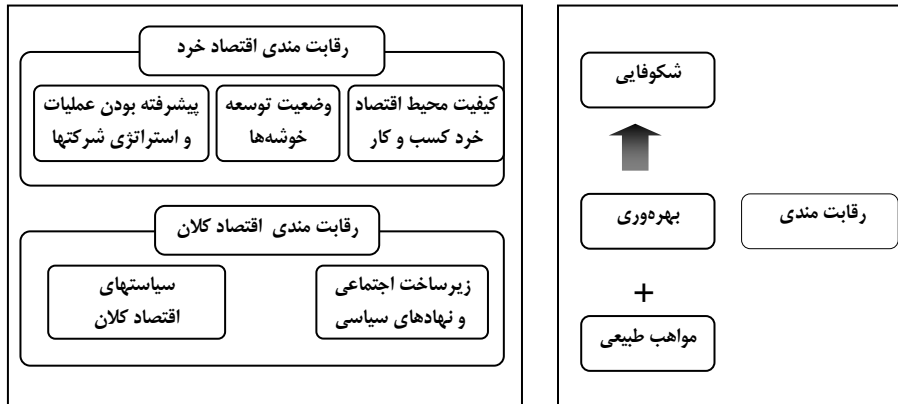 شکوفایی
بهره‌وری
رقابت مندی
+
مواهب طبیعی
رقابت مندی اقتصاد خرد
کیفیت محیط اقتصاد
خرد کسب و کار
وضعیت توسعه
خوشه‌ها
پیشرفته بودن عملیات
و استراتژی شرکتها
رقابت مندی اقتصاد کلان
زیرساخت اجتماعی
و نهادهای سیاسی
سیاستهای
اقتصاد کلان